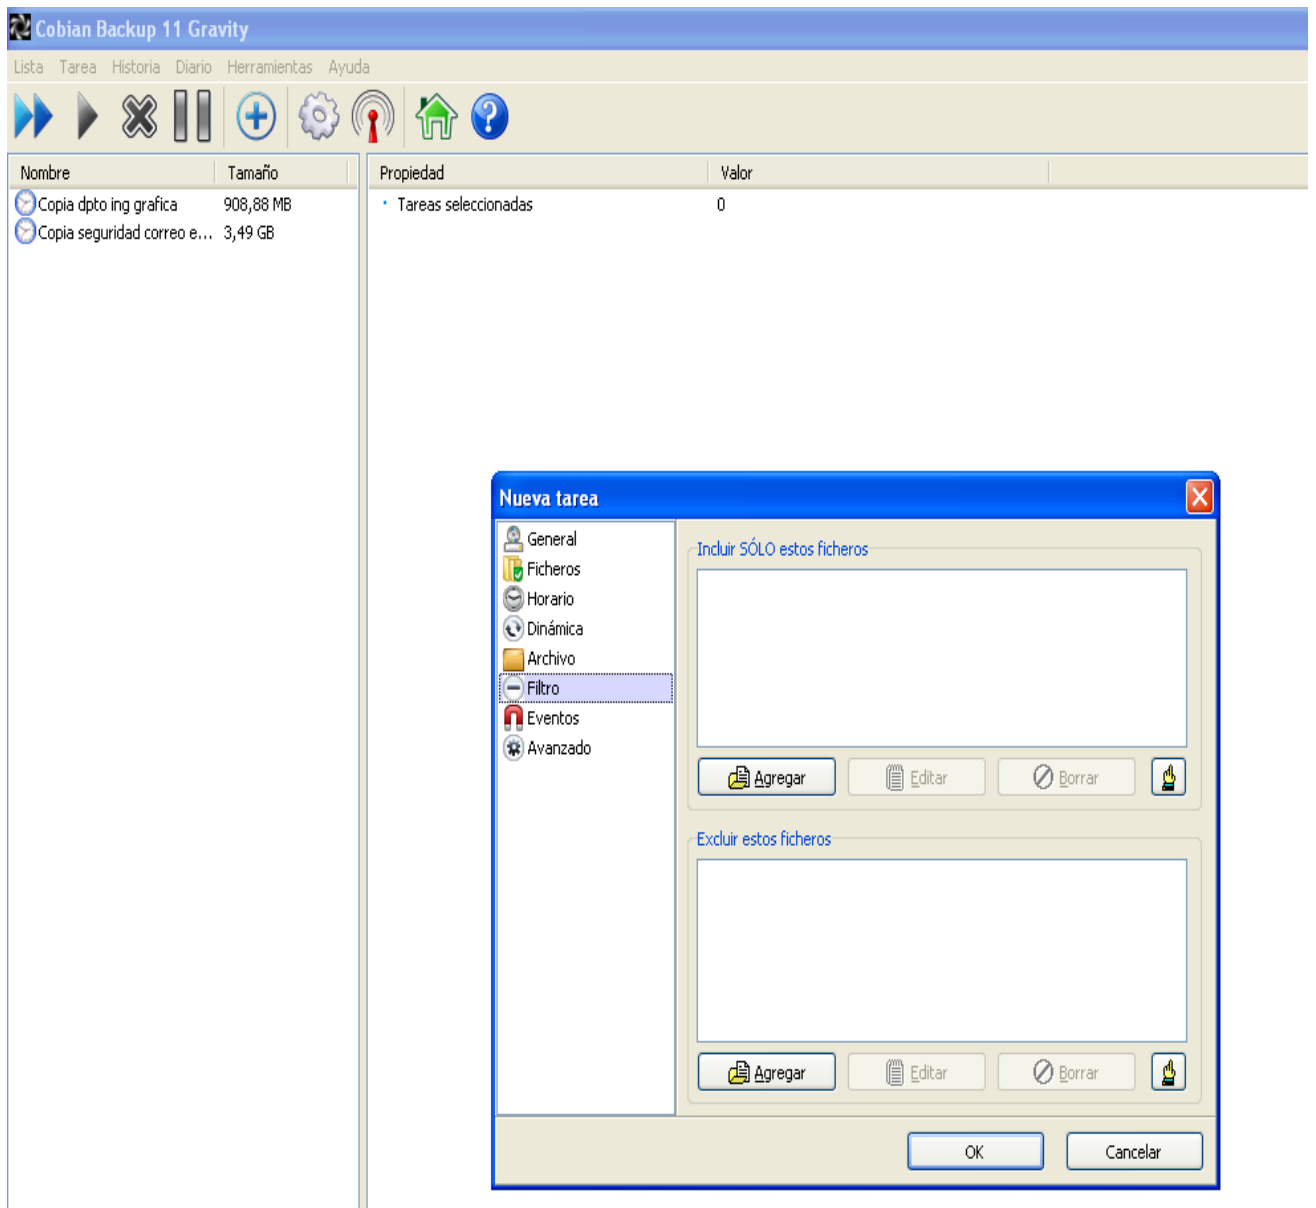 Cobian Backup 11 Gravity
Lista Tarea Historia Diario Herramientas Ayuda
Nombre Tamaño Propiedad Valor
Copia dpto ing grafica 908,88 MB Tareas seleccionadas 0
Copia seguridad correo e... 3,49 GB
Nueva tarea
General
Ficheros
Horario
Dinámica
Archivo
Filtro
Eventos
Avanzado
Incluir SÓLO estos ficheros
Agregar Editar Borrar
Excluir estos ficheros
Agregar Editar Borrar
OK Cancelar